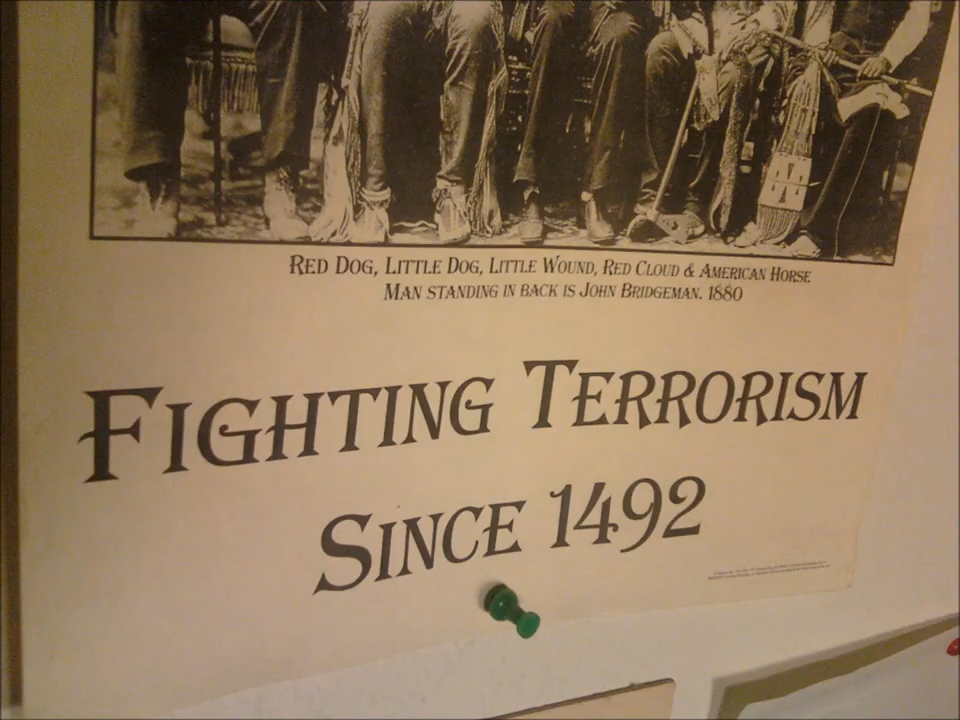 RED DOG, LITTLE DOG, LITTLE WOUND, RED CLOUD & AMERICAN HORSE
MAN STANDING IN BACK IS JOHN BRIDGEMAN. 1880
FIGHTING TERRORISM
SINCE 1492